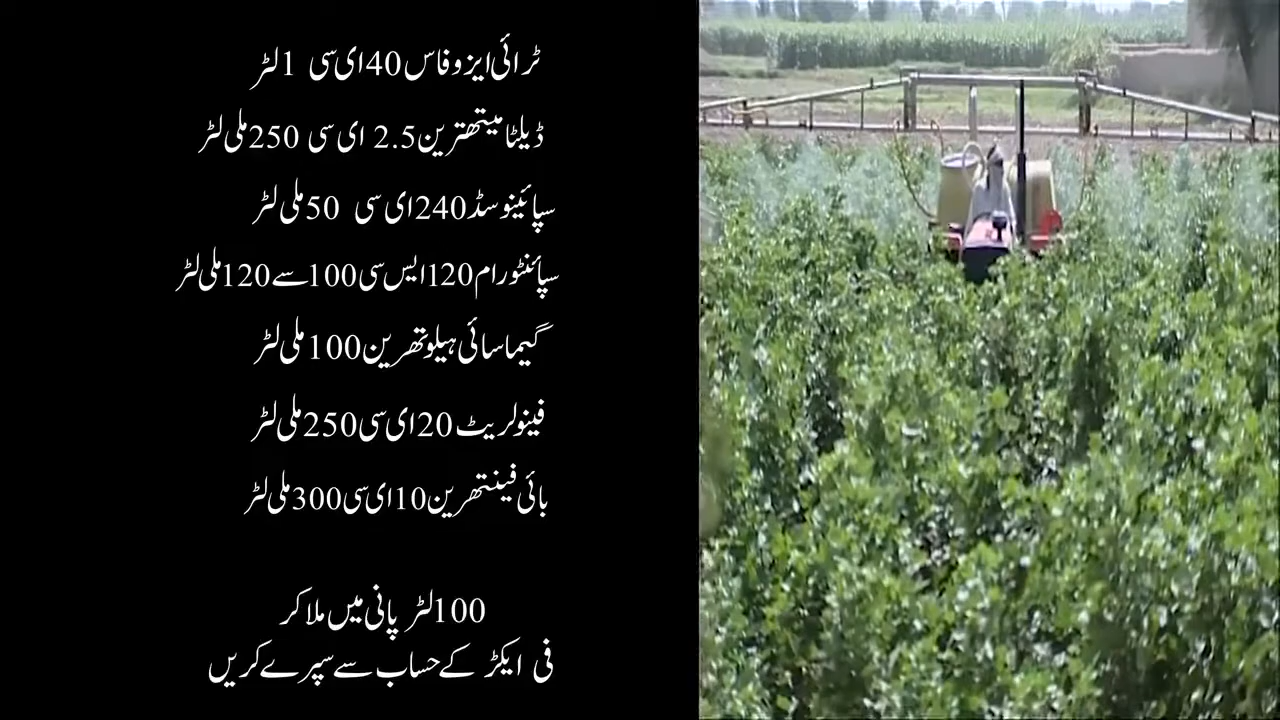 ٹرائی ایزوفاس 40 ای سی 1 لٹر
ڈیلٹا میتھرین 2.5 ای سی 250 ملی لٹر
سپائینوسڈ 240 ای سی 50 ملی لٹر
سپائنٹورام 120 ایس سی 100 سے 120 ملی لٹر
گیما سائی ہیلوتھرین 100 ملی لٹر
فینولریٹ 20 ای سی 250 ملی لٹر
بائی فینتھرین 10 ای سی 300 ملی لٹر
100 لٹر پانی میں ملا کر
فی ایکڑ کے حساب سے سپرے کریں